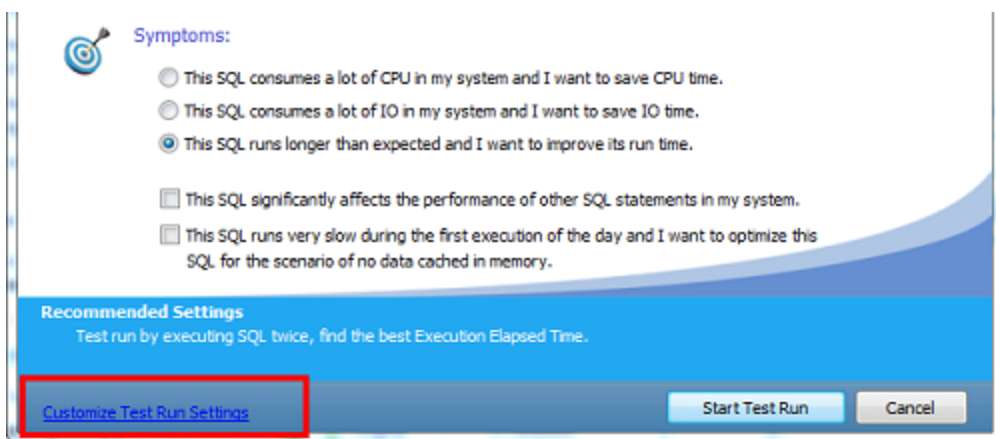 Symptoms:
This SQL consumes a lot of CPU in my system and I want to save CPU time.
This SQL consumes a lot of IO in my system and I want to save IO time.
This SQL runs longer than expected and I want to improve its run time.
This SQL significantly affects the performance of other SQL statements in my system.
This SQL runs very slow during the first execution of the day and I want to optimize this
SQL for the scenario of no data cached in memory.
Recommended Settings
Test run by executing SQL twice, find the best Execution Elapsed Time.
Customize Test Run Settings
Start Test Run
Cancel